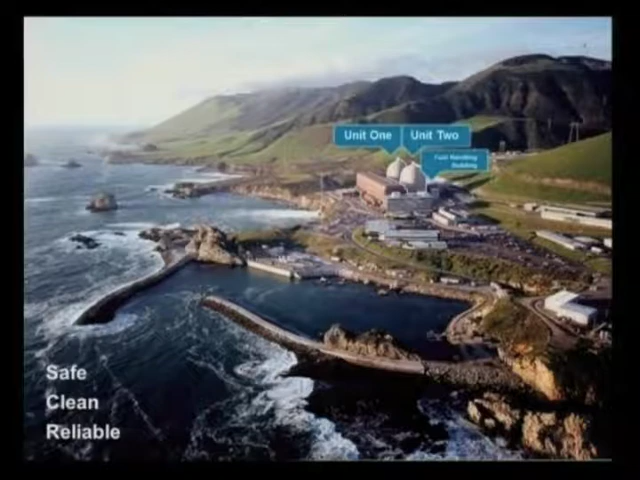 Unit One
Unit Two
Fuel Handling
Building
Safe
Clean
Reliable